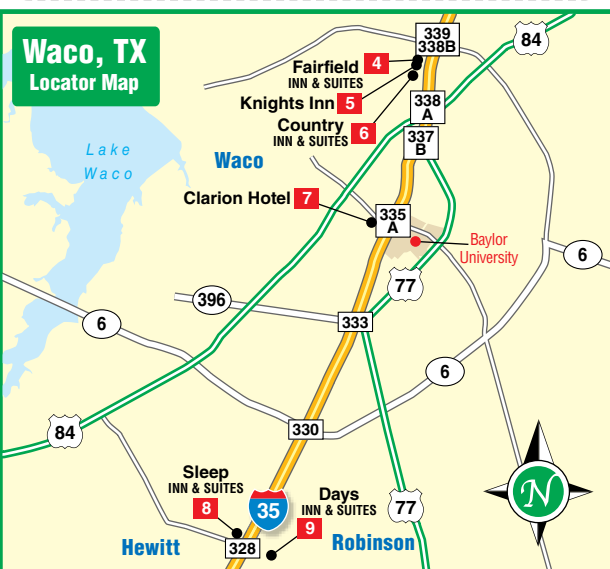 Waco, TX
Locator Map
339
338B
84
Fairfield 4
INN & SUITES
Knights Inn 5
338
A
Country 6
INN & SUITES
337
B
Lake
Waco
Waco
Clarion Hotel 7
335
A
Baylor
University
6
77
396
333
6
6
84
330
Sleep
INN & SUITES
8
35
Days
INN & SUITES
9
77
N
Hewitt
328
Robinson